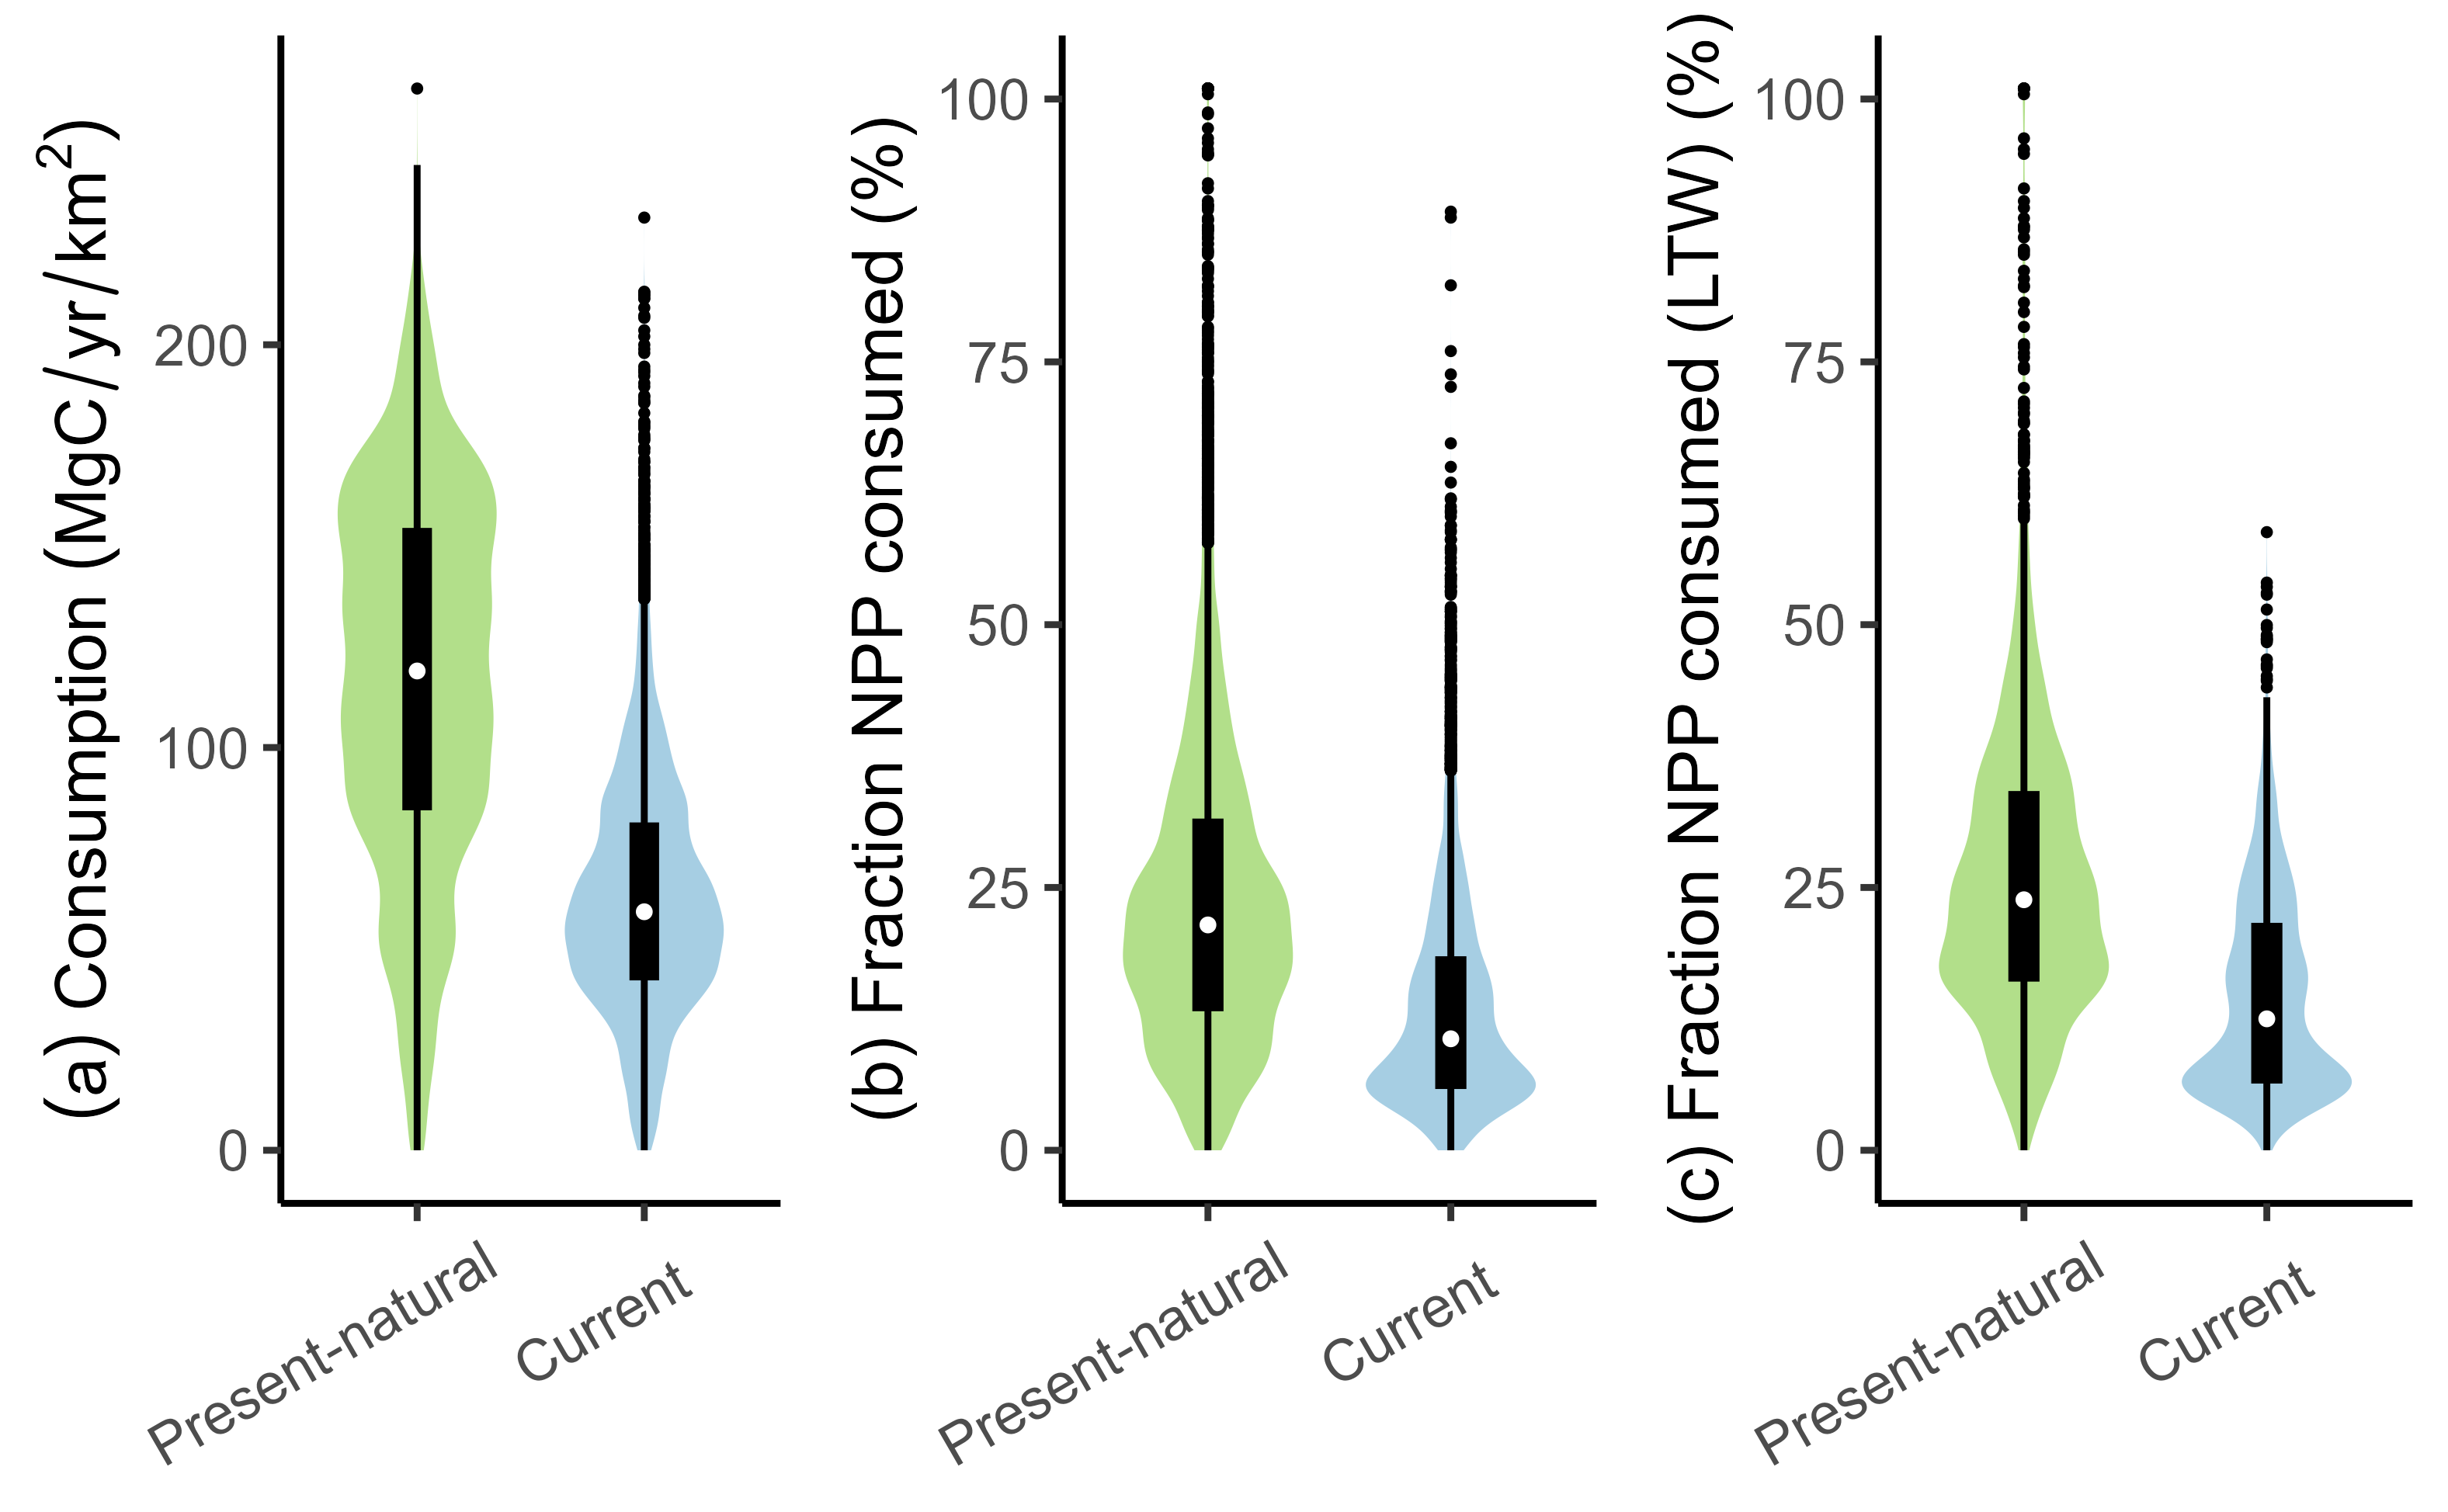 (a) Consumption (MgC/yr/km²)
200
100
0
Present-natural
Current
(b) Fraction NPP consumed (%)
100
75
50
25
0
Present-natural
Current
(c) Fraction NPP consumed (LTW) (%)
100
75
50
25
0
Present-natural
Current